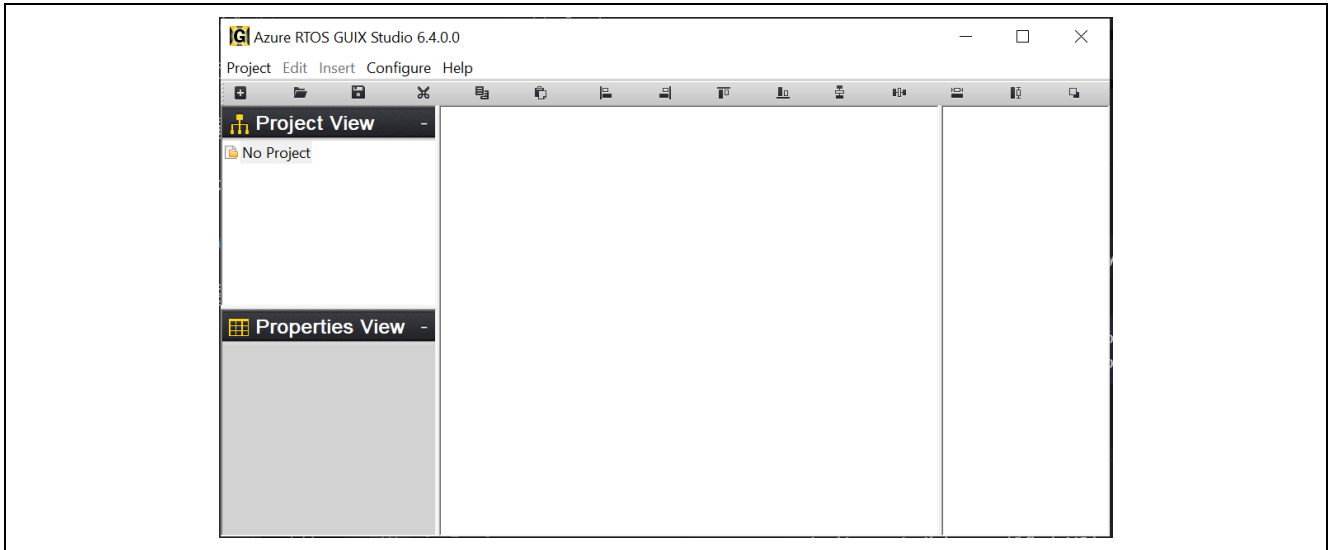 Azure RTOS GUIX Studio 6.4.0.0
Project Edit Insert Configure Help
Project View -
No Project
Properties View -